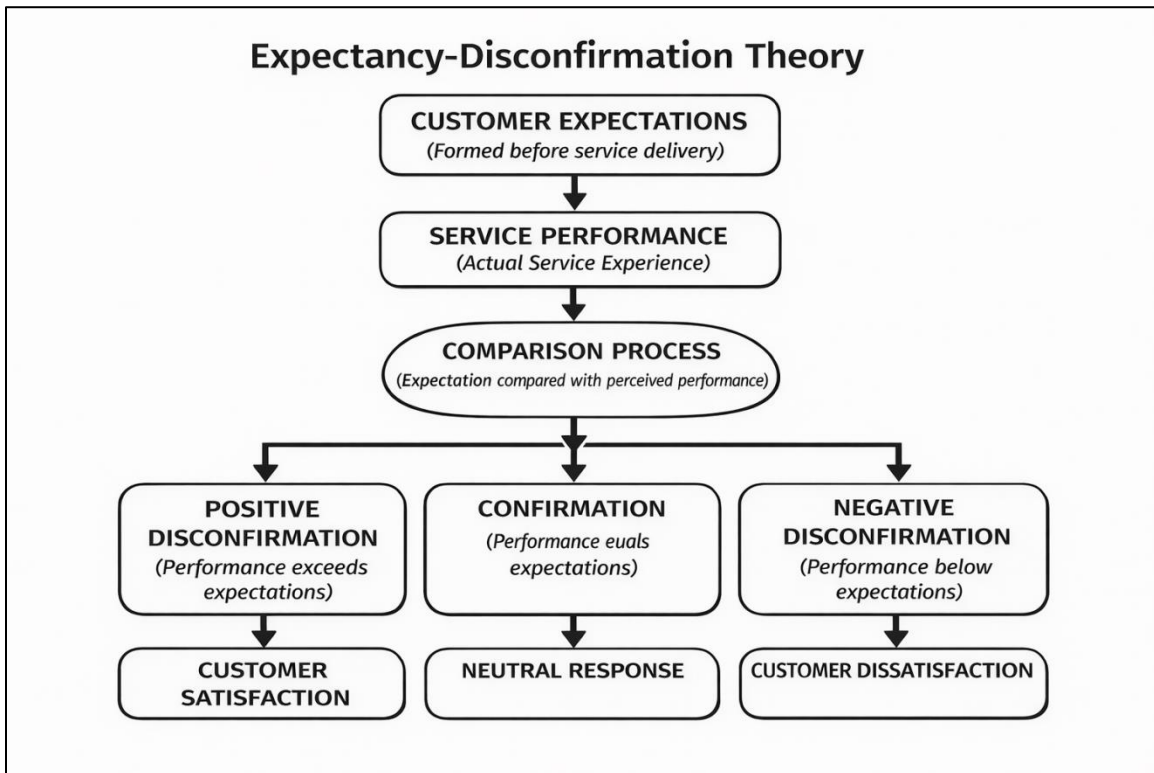 Expectancy-Disconfirmation Theory
CUSTOMER EXPECTATIONS
(Formed before service delivery)
SERVICE PERFORMANCE
(Actual Service Experience)
COMPARISON PROCESS
(Expectation compared with perceived performance)
POSITIVE
DISCONFIRMATION
(Performance exceeds
expectations)
CONFIRMATION
(Performance euals
expectations)
NEGATIVE
DISCONFIRMATION
(Performance below
expectations)
CUSTOMER
SATISFACTION
NEUTRAL RESPONSE
CUSTOMER DISSATISFACTION